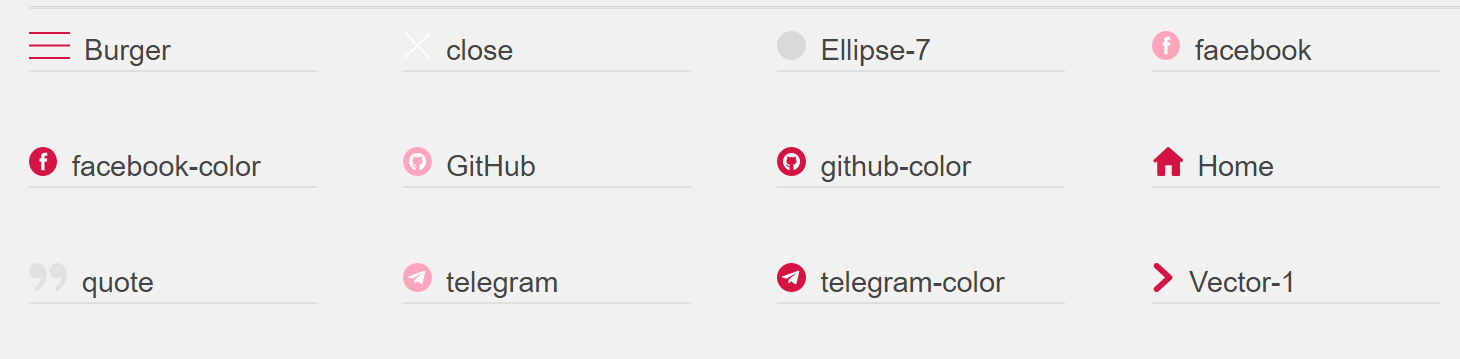 Burger
close
Ellipse-7
facebook
facebook-color
GitHub
github-color
Home
quote
telegram
telegram-color
Vector-1